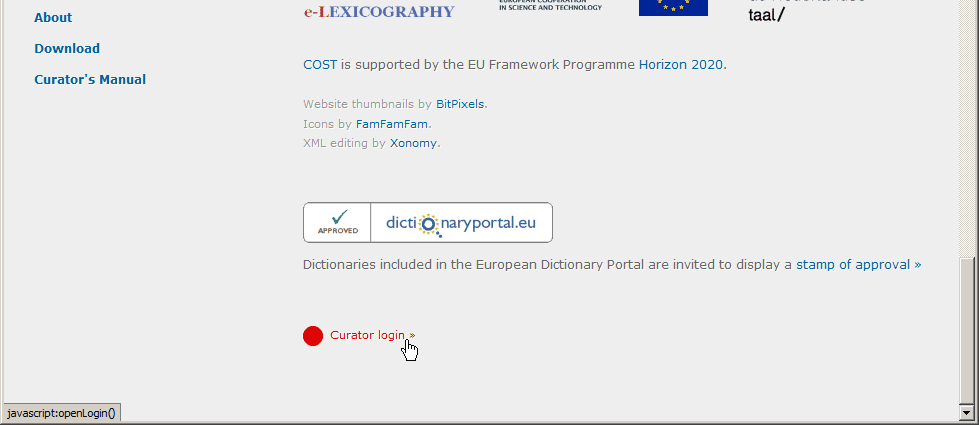 About
Download
Curator's Manual
e-LEXICOGRAPHY
EUROPEAN COOPERATION
IN SCIENCE AND TECHNOLOGY
taal/
COST is supported by the EU Framework Programme Horizon 2020.
Website thumbnails by BitPixels.
Icons by FamFamFam.
XML editing by Xonomy.
APPROVED
dictionaryportal.eu
Dictionaries included in the European Dictionary Portal are invited to display a stamp of approval »
Curator login »
javascript:openLogin()